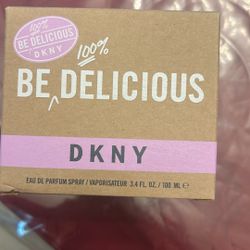 100%
BE DELICIOUS
DKNY
100%
BE DELICIOUS
DKNY
EAU DE PARFUM SPRAY / VAPORISATEUR 3.4 FL. OZ. / 100 ML ℮